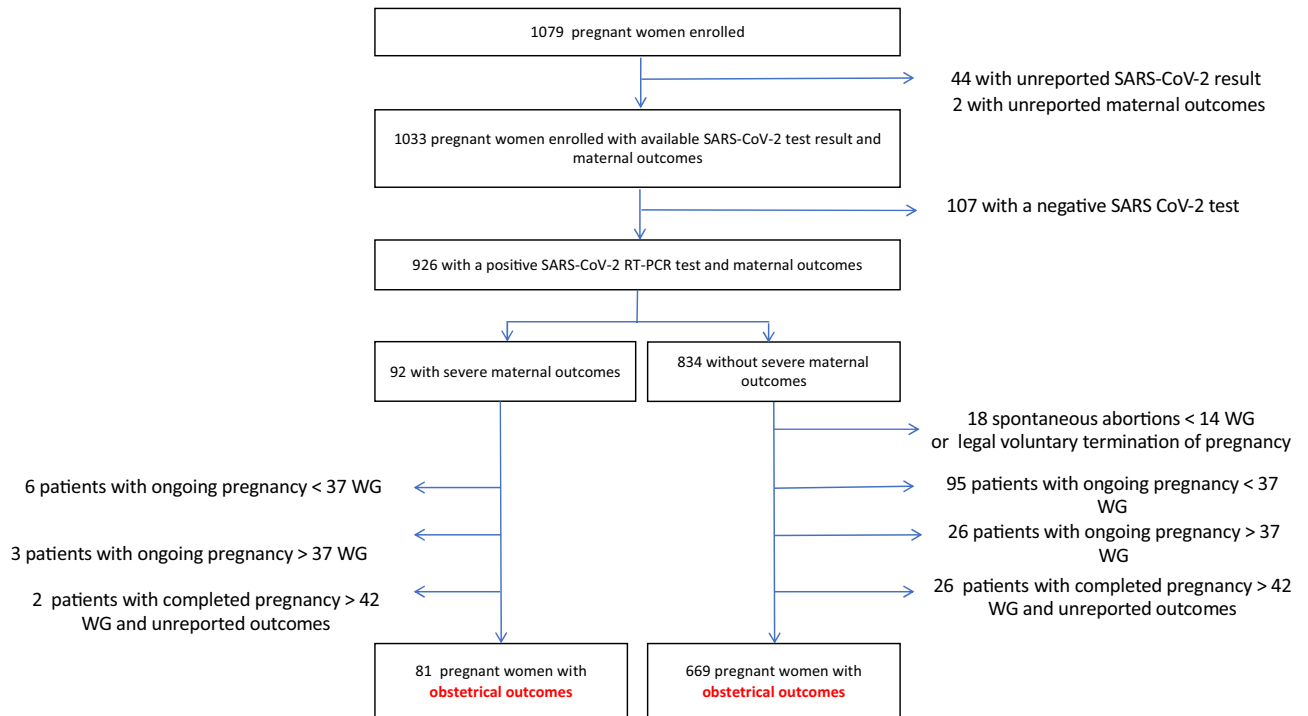 1079 pregnant women enrolled
44 with unreported SARS-CoV-2 result
2 with unreported maternal outcomes
1033 pregnant women enrolled with available SARS-CoV-2 test result and
maternal outcomes
107 with a negative SARS CoV-2 test
926 with a positive SARS-CoV-2 RT-PCR test and maternal outcomes
92 with severe maternal outcomes
834 without severe maternal
outcomes
18 spontaneous abortions < 14 WG
or legal voluntary termination of pregnancy
6 patients with ongoing pregnancy < 37 WG
95 patients with ongoing pregnancy < 37
WG
3 patients with ongoing pregnancy > 37 WG
26 patients with ongoing pregnancy > 37
WG
2 patients with completed pregnancy > 42
WG and unreported outcomes
26 patients with completed pregnancy > 42
WG and unreported outcomes
81 pregnant women with
obstetrical outcomes
669 pregnant women with
obstetrical outcomes